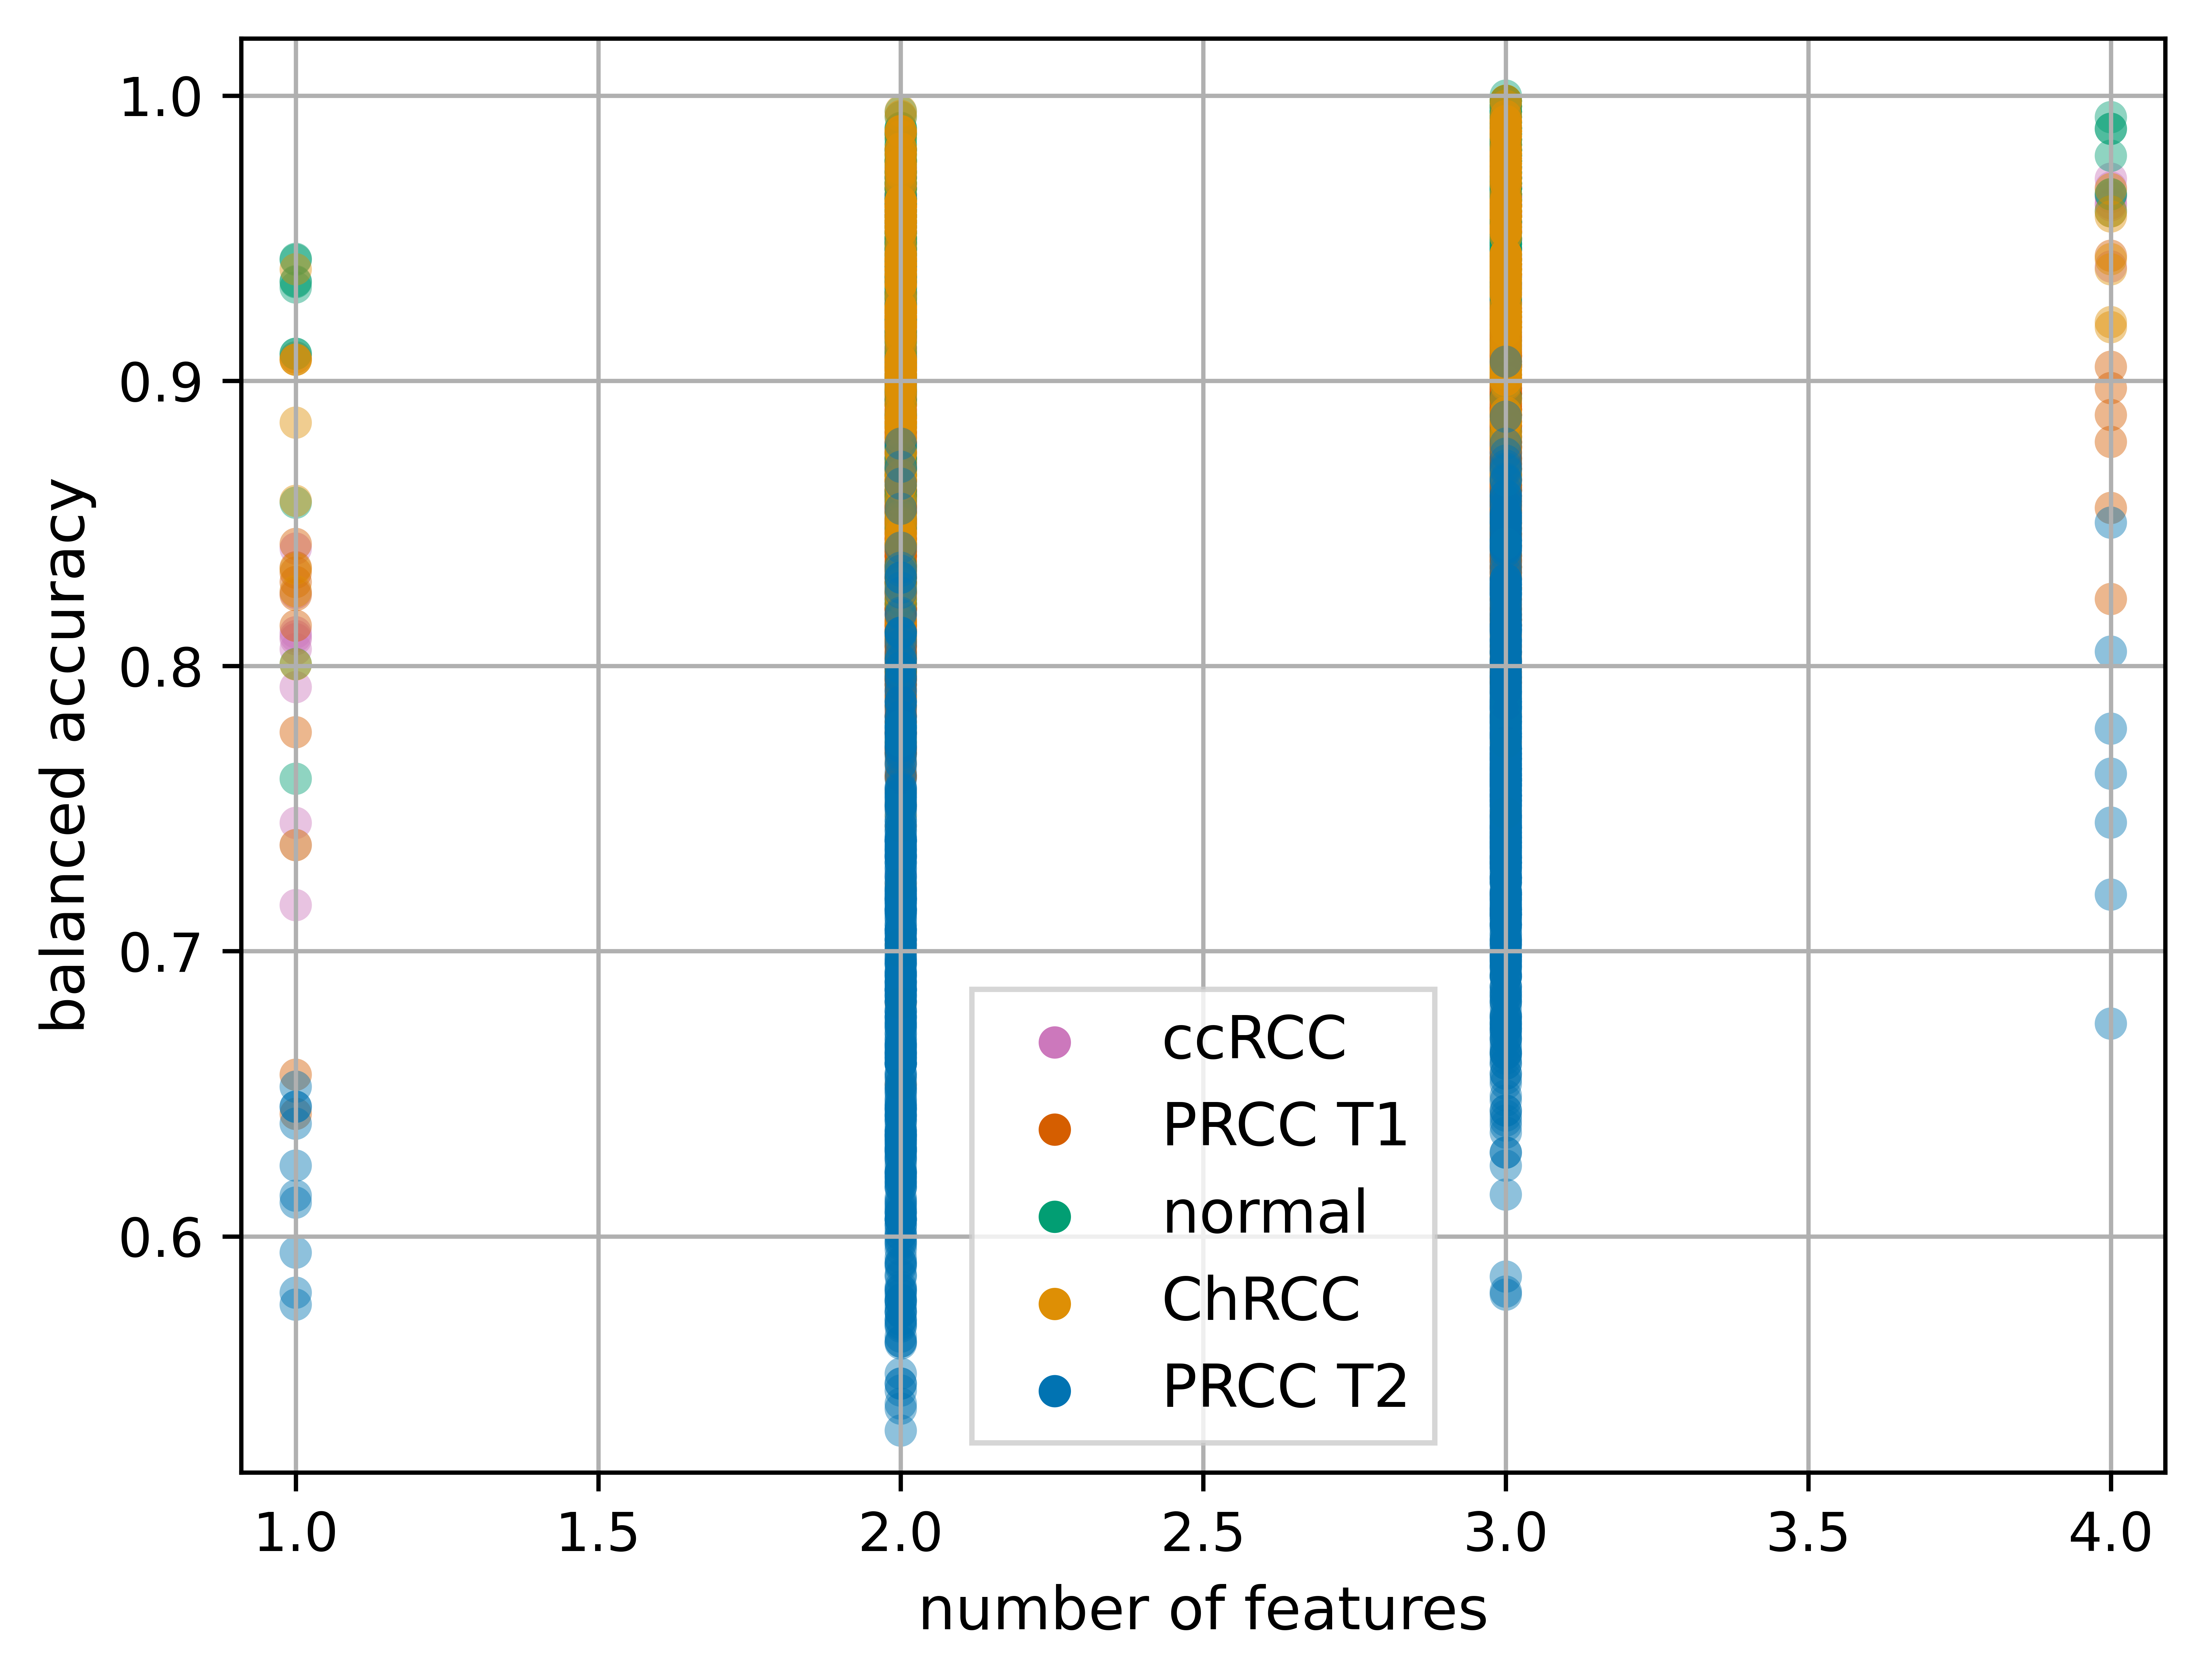 1.0
0.9
0.8
0.7
0.6
balanced accuracy
ccRCC
PRCC T1
normal
ChRCC
PRCC T2
1.0 1.5 2.0 2.5 3.0 3.5 4.0
number of features